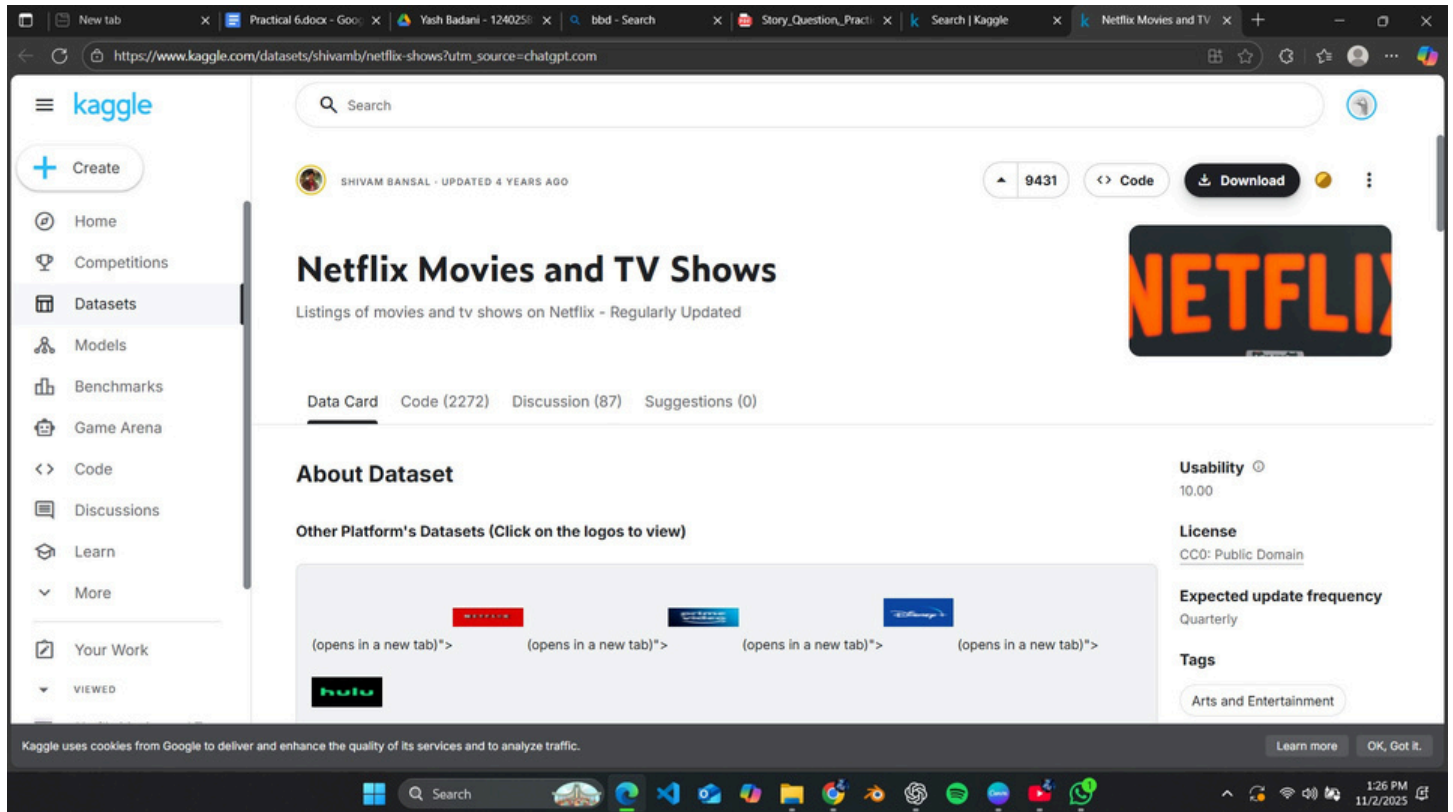 New tab
Practical 6.docx - Goog
Yash Badani - 1240258
bbd - Search
Story_Question_Practi
Search | Kaggle
Netflix Movies and TV
https://www.kaggle.com/datasets/shivamb/netflix-shows?utm_source=chatgpt.com
kaggle
Search
Create
SHIVAM BANSAL · UPDATED 4 YEARS AGO
9431
<> Code
Download
Home
Competitions
Datasets
Models
Benchmarks
Game Arena
Code
Discussions
Learn
More
Your Work
VIEWED
Netflix Movies and TV Shows
Listings of movies and tv shows on Netflix - Regularly Updated
NETFLIX
Data Card Code (2272) Discussion (87) Suggestions (0)
About Dataset
Other Platform's Datasets (Click on the logos to view)
NETFLIX
prime video
Disney+
(opens in a new tab)"> (opens in a new tab)"> (opens in a new tab)"> (opens in a new tab)">
hulu
Usability
10.00
License
CC0: Public Domain
Expected update frequency
Quarterly
Tags
Arts and Entertainment
Kaggle uses cookies from Google to deliver and enhance the quality of its services and to analyze traffic.
Learn more
OK, Got it.
Search
1:26 PM
11/2/2025